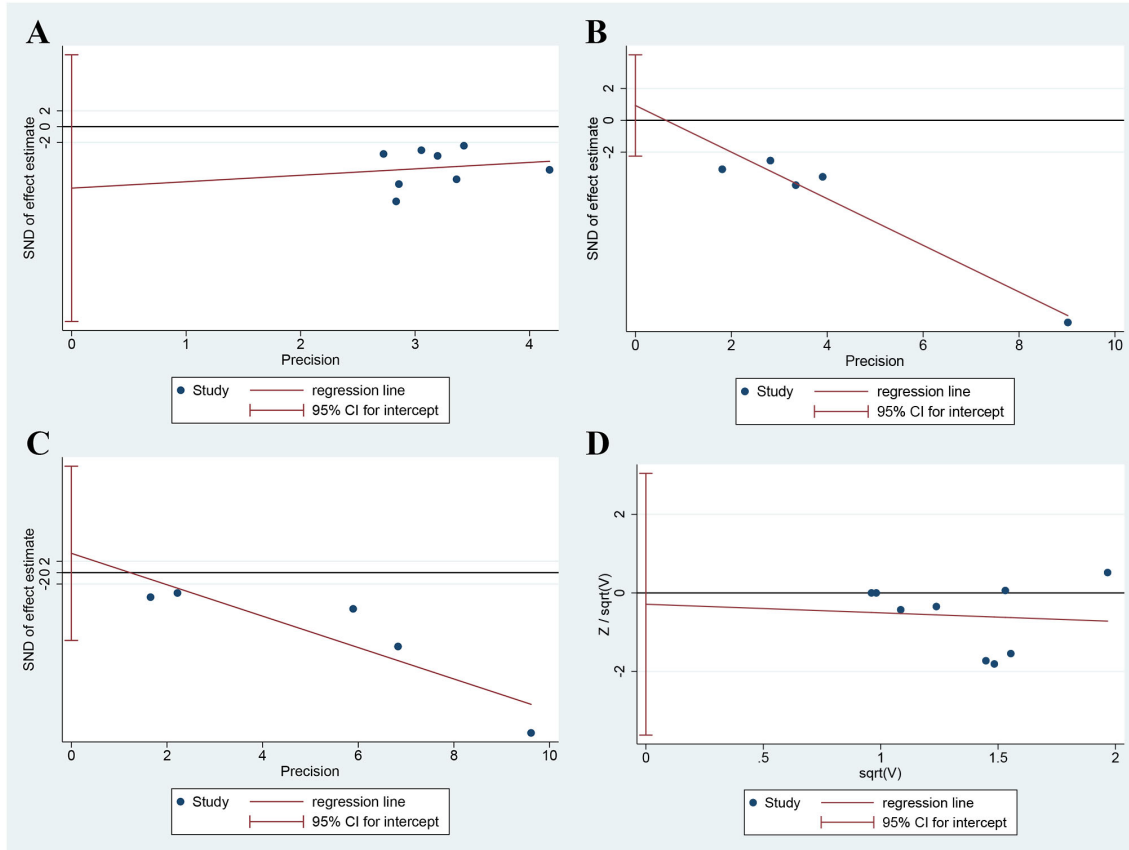 A
SND of effect estimate
2
0
-2
0
1
2
3
4
Precision
Study
regression line
95% CI for intercept
B
SND of effect estimate
2
0
-2
0
2
4
6
8
10
Precision
Study
regression line
95% CI for intercept
C
SND of effect estimate
2
0
-2
0
2
4
6
8
10
Precision
Study
regression line
95% CI for intercept
D
Z / sqrt(V)
2
0
-2
0
.5
1
1.5
2
sqrt(V)
Study
regression line
95% CI for intercept